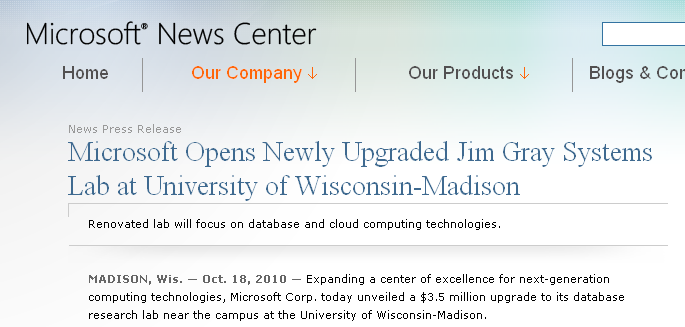 Microsoft® News Center
Home Our Company ↓ Our Products ↓ Blogs & Cor
News Press Release
Microsoft Opens Newly Upgraded Jim Gray Systems
Lab at University of Wisconsin-Madison
Renovated lab will focus on database and cloud computing technologies.
MADISON, Wis. — Oct. 18, 2010 — Expanding a center of excellence for next-generation
computing technologies, Microsoft Corp. today unveiled a $3.5 million upgrade to its database
research lab near the campus at the University of Wisconsin-Madison.